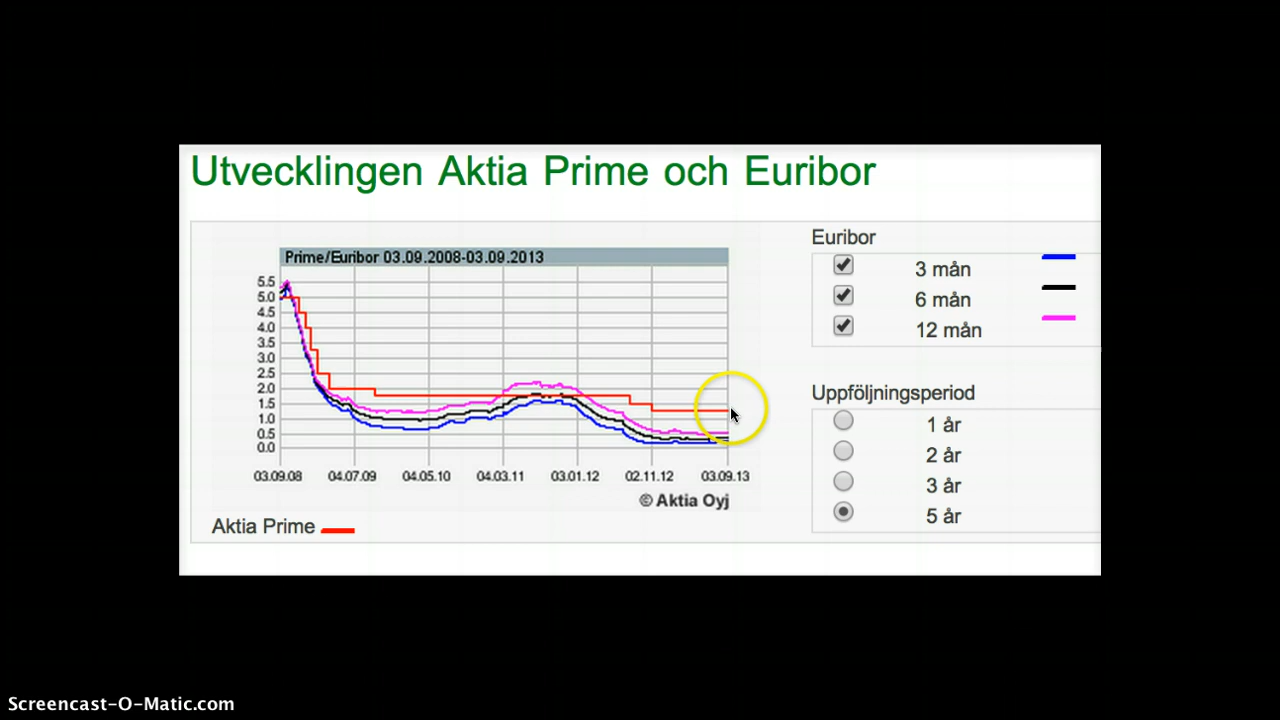 Utvecklingen Aktia Prime och Euribor
Prime/Euribor 03.09.2008-03.09.2013
5.5
5.0
4.5
4.0
3.5
3.0
2.5
2.0
1.5
1.0
0.5
0.0
03.09.08 04.07.09 04.05.10 04.03.11 03.01.12 02.11.12 03.09.13
© Aktia Oyj
Aktia Prime
Euribor
3 mån
6 mån
12 mån
Uppföljningsperiod
1 år
2 år
3 år
5 år
Screencast-O-Matic.com